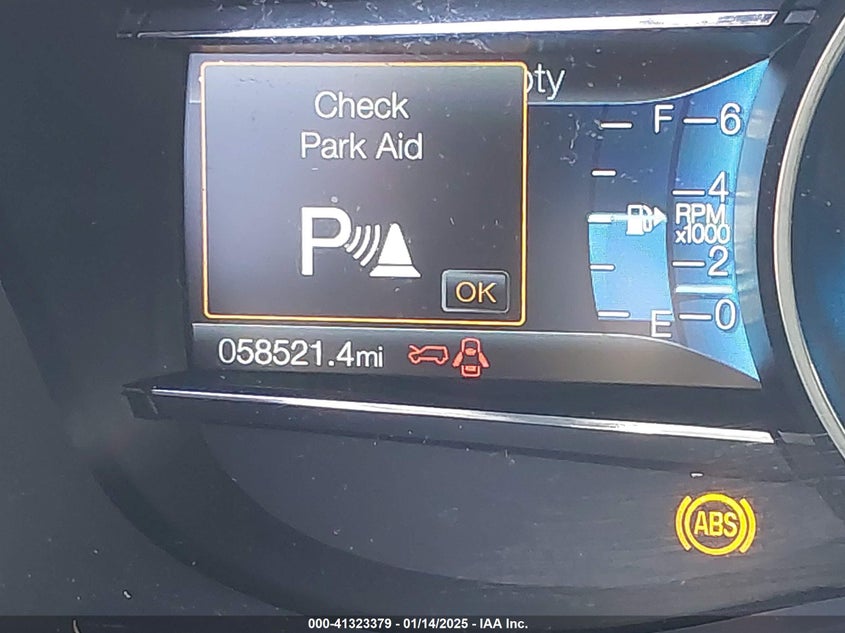 pty
Check
Park Aid
P
OK
F
6
4
RPM
x1000
2
E
0
058521.4mi
ABS
000-41323379 - 01/14/2025 - IAA Inc.